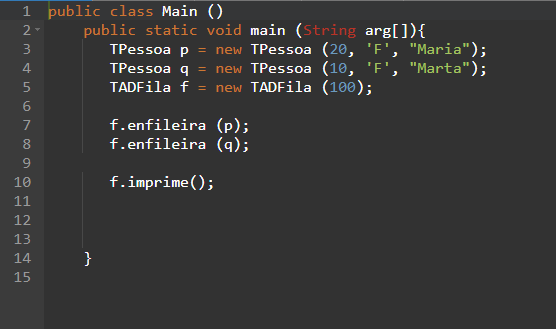 1 public class Main ()
2 public static void main (String arg[]){
3 TPessoa p = new TPessoa (20, 'F', "Maria");
4 TPessoa q = new TPessoa (10, 'F', "Marta");
5 TADFila f = new TADFila (100);
6
7 f.enfileira (p);
8 f.enfileira (q);
9
10 f.imprime();
11
12
13
14 }
15